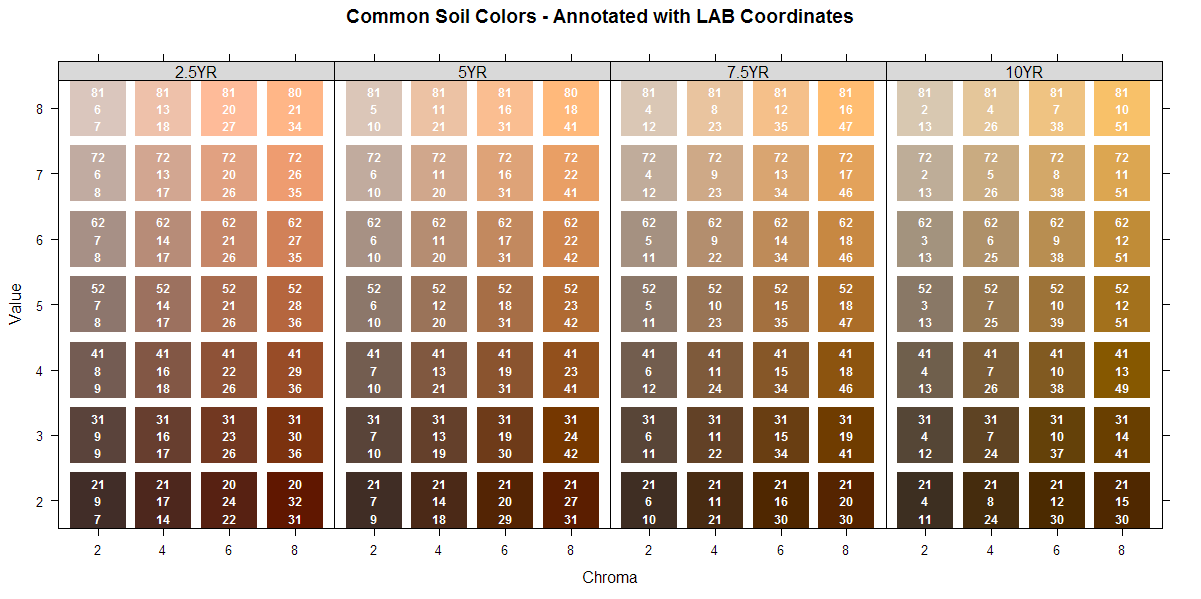 Common Soil Colors - Annotated with LAB Coordinates
2.5YR 5YR 7.5YR 10YR
81 81 81 80 81 81 81 80 81 81 81 81 81 81 81 81
8 6 13 20 21 5 11 16 18 4 8 12 16 2 4 7 10
7 18 27 34 10 21 31 41 12 23 35 47 13 26 38 51
72 72 72 72 72 72 72 72 72 72 72 72 72 72 72 72
7 6 13 20 26 6 11 16 22 4 9 13 17 2 5 8 11
8 17 26 35 10 20 31 41 12 23 34 46 13 26 38 51
62 62 62 62 62 62 62 62 62 62 62 62 62 62 62 62
6 7 14 21 27 6 11 17 22 5 9 14 18 3 6 9 12
8 17 26 35 10 20 31 42 11 22 34 46 13 25 38 51
52 52 52 52 52 52 52 52 52 52 52 52 52 52 52 52
5 7 14 21 28 6 12 18 23 5 10 15 18 3 7 10 12
8 17 26 36 10 20 31 42 11 23 35 47 13 25 39 51
41 41 41 41 41 41 41 41 41 41 41 41 41 41 41 41
4 8 16 22 29 7 13 19 23 6 11 15 18 4 7 10 13
9 18 26 36 10 21 31 41 12 24 34 46 13 26 38 49
31 31 31 31 31 31 31 31 31 31 31 31 31 31 31 31
3 9 16 23 30 7 13 19 24 6 11 15 19 4 7 10 14
9 17 26 36 10 19 30 42 11 22 34 41 12 24 37 41
21 21 20 20 21 21 21 21 21 21 21 21 21 21 21 21
2 9 17 24 32 7 14 20 27 6 11 16 20 4 8 12 15
7 14 22 31 9 18 29 31 10 21 30 30 11 24 30 30
2 4 6 8 2 4 6 8 2 4 6 8 2 4 6 8
Value
Chroma